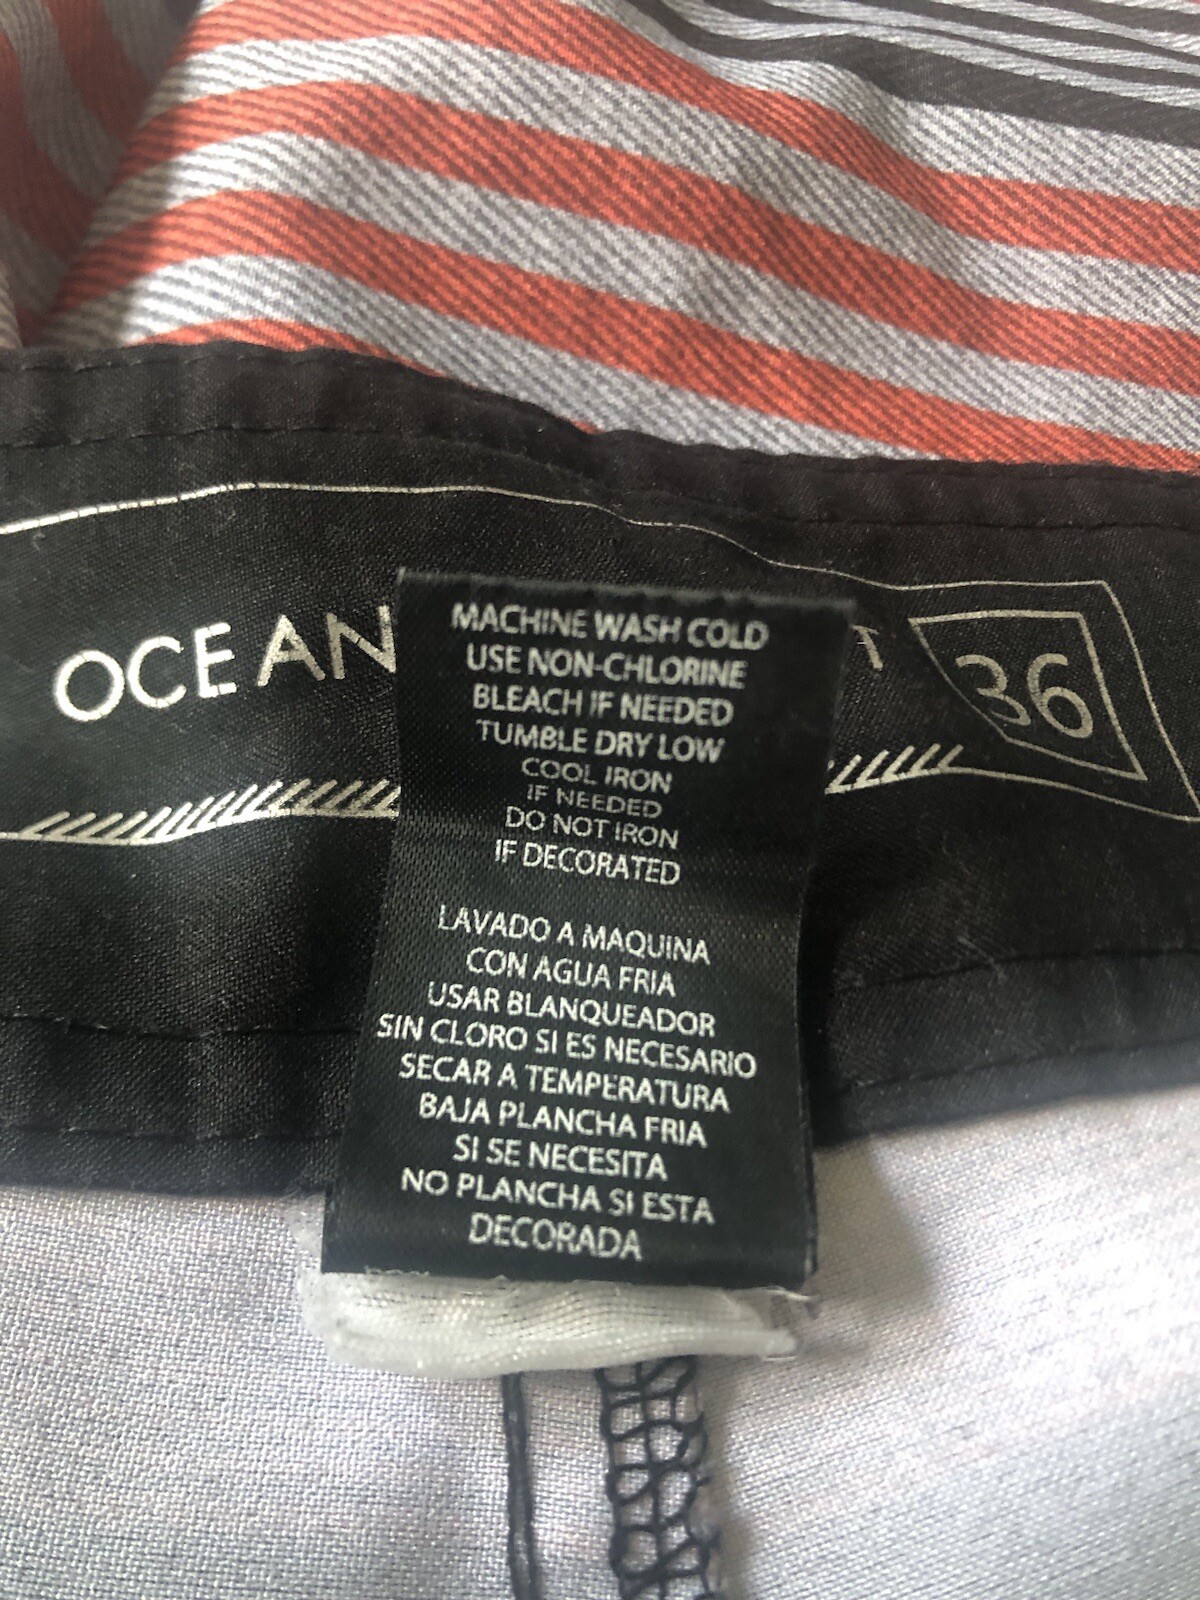 OCEAN
36
MACHINE WASH COLD
USE NON-CHLORINE
BLEACH IF NEEDED
TUMBLE DRY LOW
COOL IRON
IF NEEDED
DO NOT IRON
IF DECORATED
LAVADO A MAQUINA
CON AGUA FRIA
USAR BLANQUEADOR
SIN CLORO SI ES NECESARIO
SECAR A TEMPERATURA
BAJA PLANCHA FRIA
SI SE NECESITA
NO PLANCHA SI ESTA
DECORADA